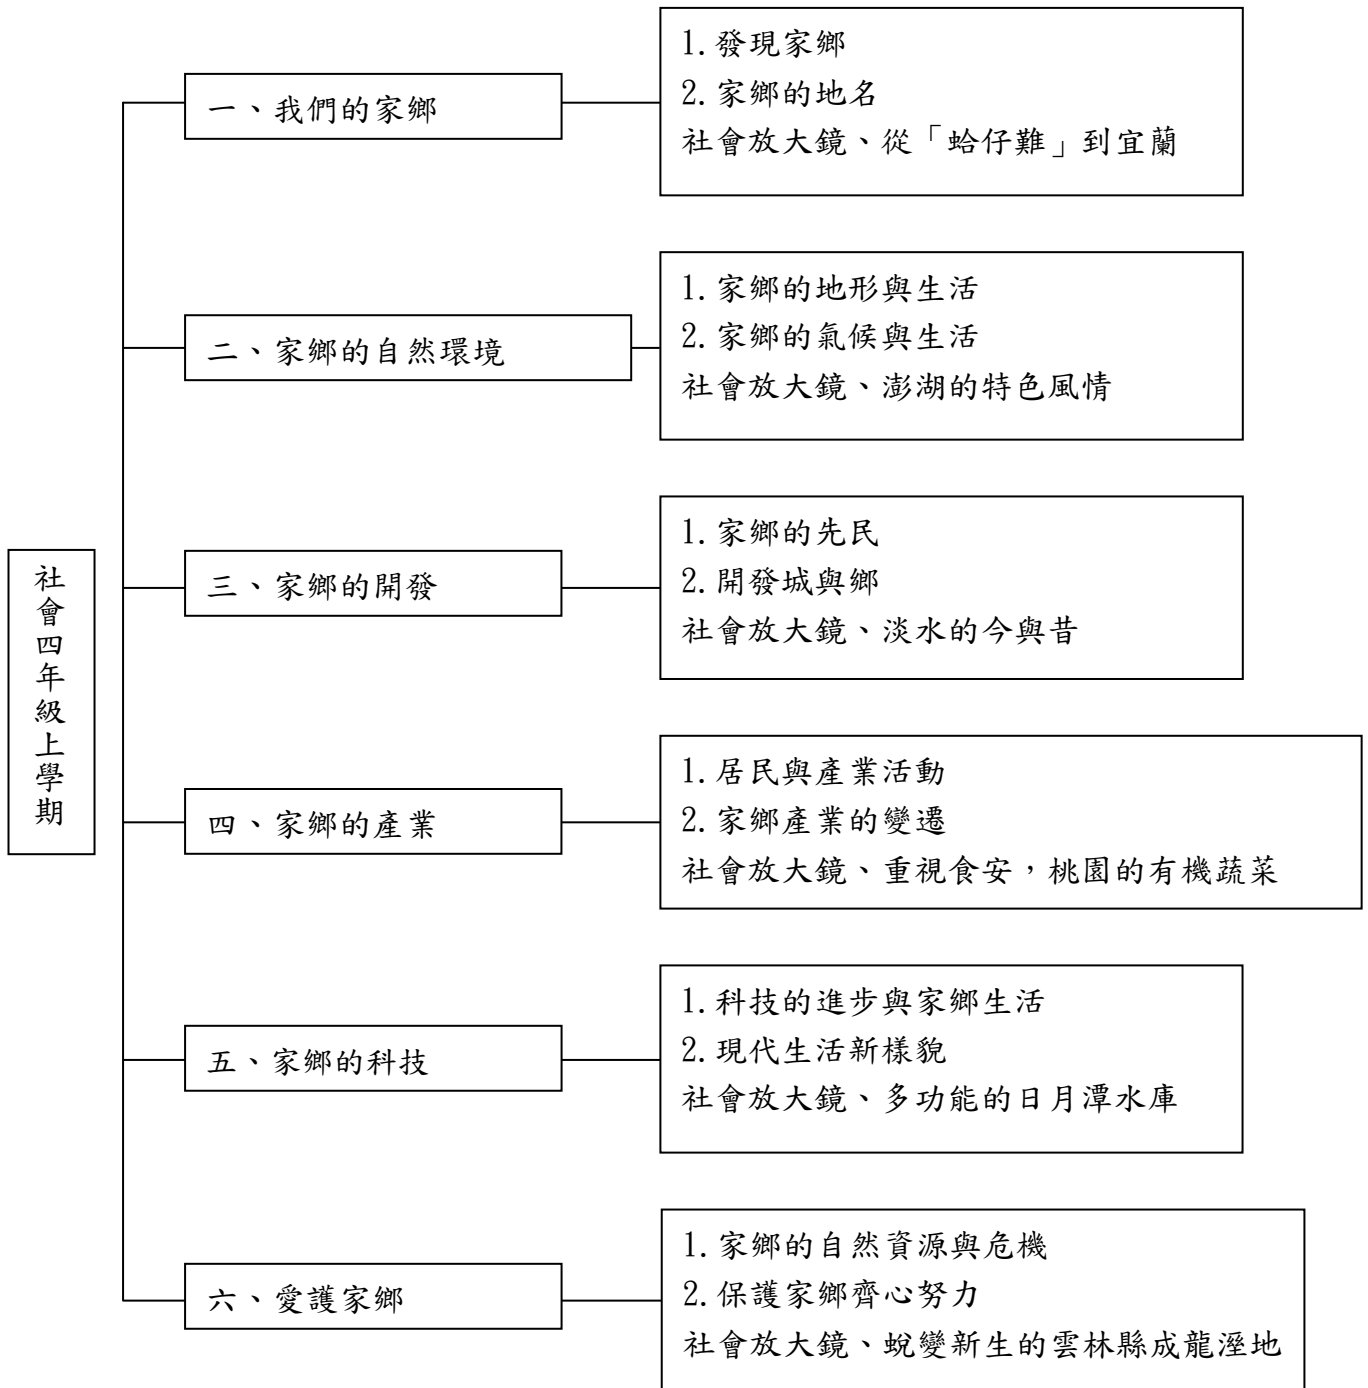 社會四年級上學期
一、我們的家鄉
1.發現家鄉
2.家鄉的地名
社會放大鏡、從「蛤仔難」到宜蘭
二、家鄉的自然環境
1.家鄉的地形與生活
2.家鄉的氣候與生活
社會放大鏡、澎湖的特色風情
三、家鄉的開發
1.家鄉的先民
2.開發城與鄉
社會放大鏡、淡水的今與昔
四、家鄉的產業
1.居民與產業活動
2.家鄉產業的變遷
社會放大鏡、重視食安，桃園的有機蔬菜
五、家鄉的科技
1.科技的進步與家鄉生活
2.現代生活新樣貌
社會放大鏡、多功能的日月潭水庫
六、愛護家鄉
1.家鄉的自然資源與危機
2.保護家鄉齊心努力
社會放大鏡、蛻變新生的雲林縣成龍溼地